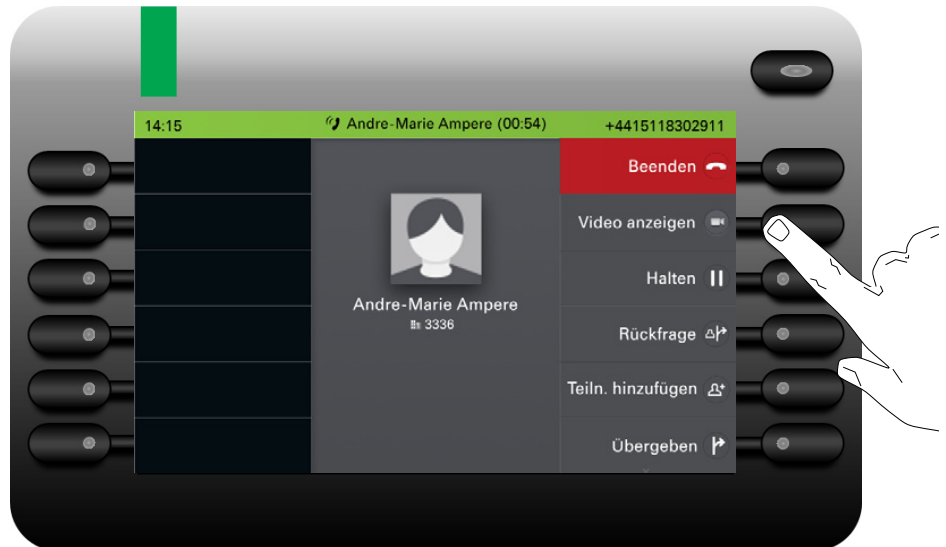 14:15 Andre-Marie Ampere (00:54) +4415118302911
Beenden
Video anzeigen
Halten
Andre-Marie Ampere
3336
Rückfrage
Teiln. hinzufügen
Übergeben